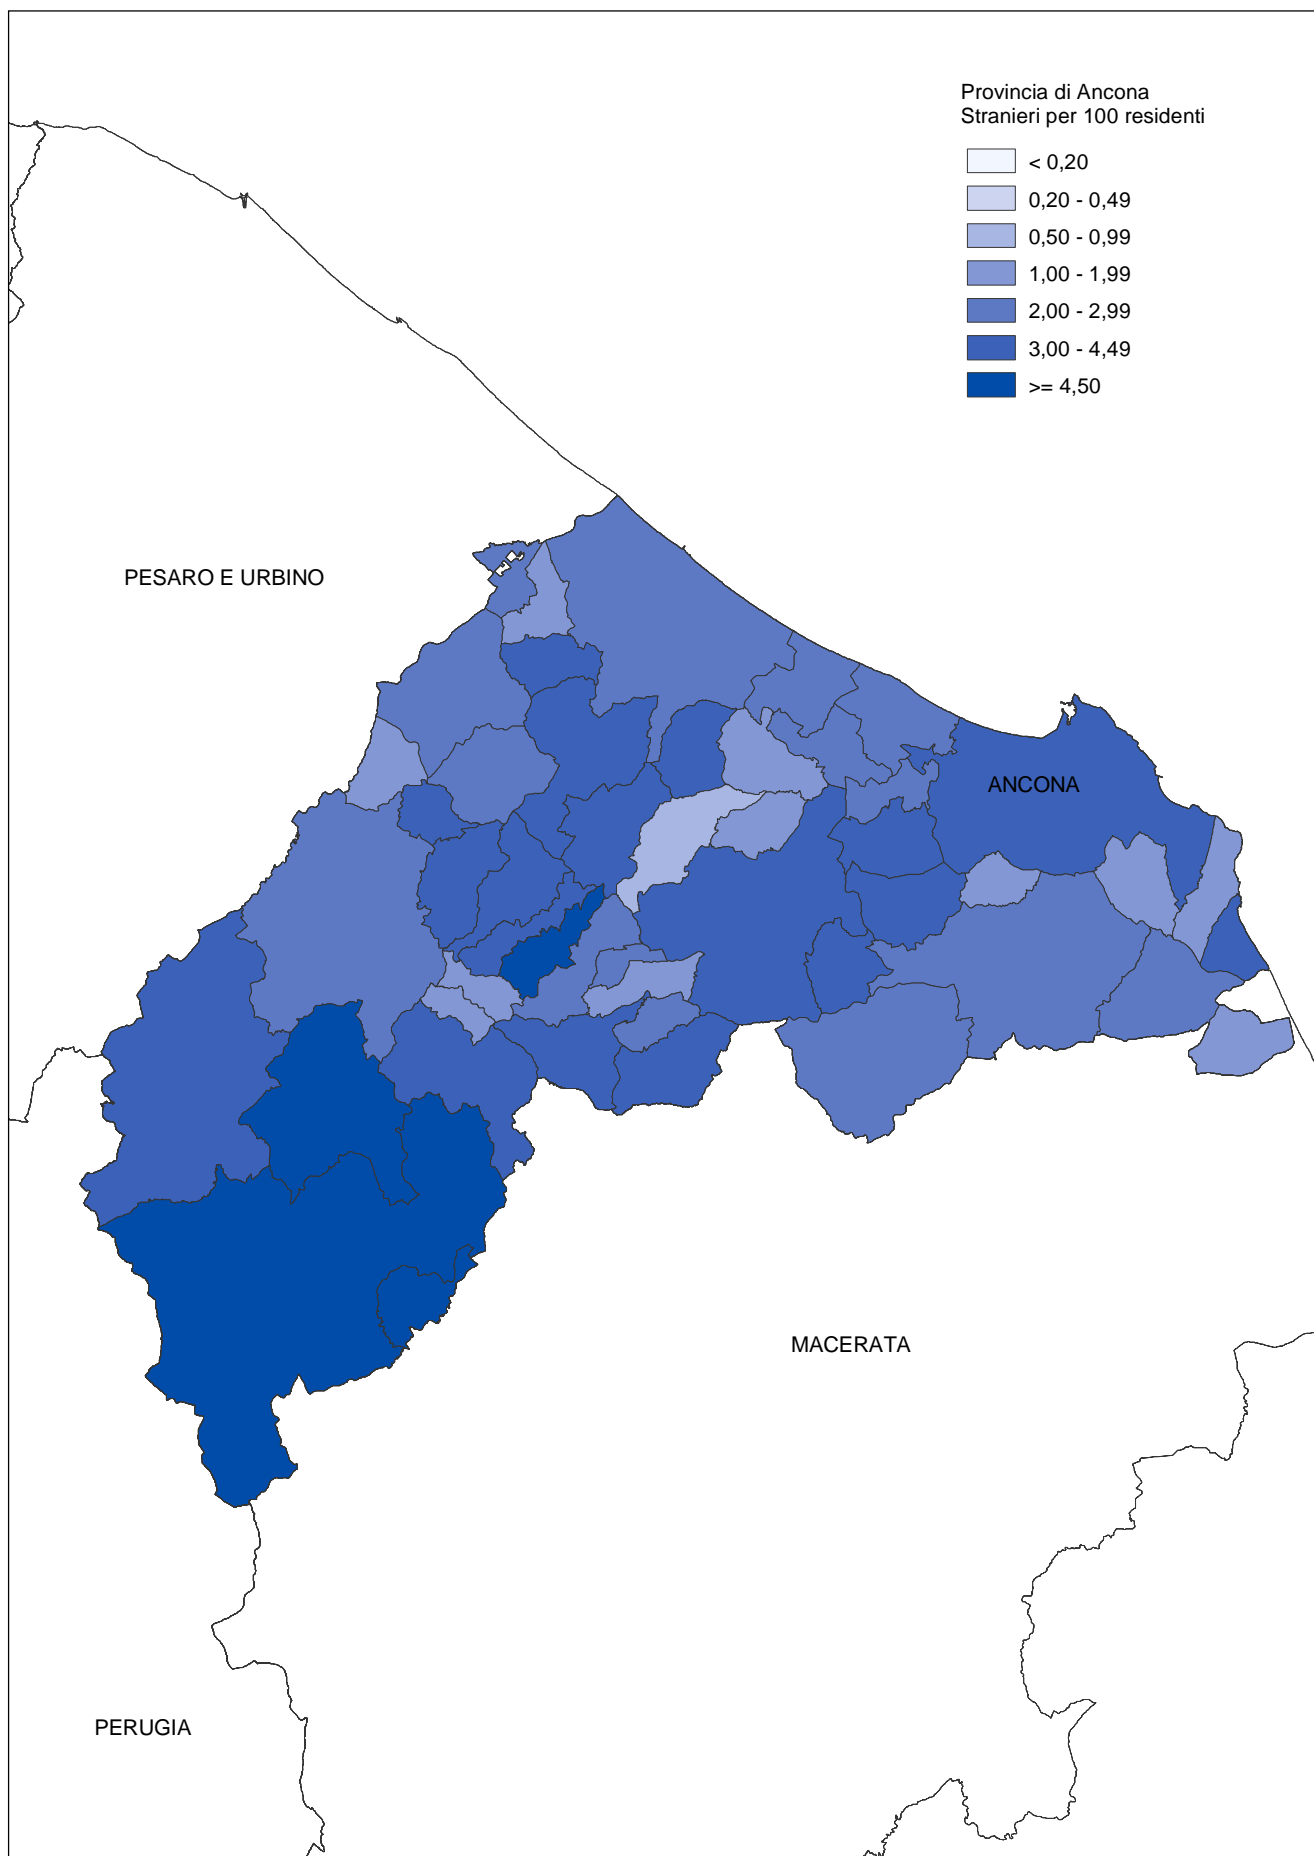 Provincia di Ancona
Stranieri per 100 residenti
< 0,20
0,20 - 0,49
0,50 - 0,99
1,00 - 1,99
2,00 - 2,99
3,00 - 4,49
>= 4,50
PESARO E URBINO
ANCONA
MACERATA
PERUGIA